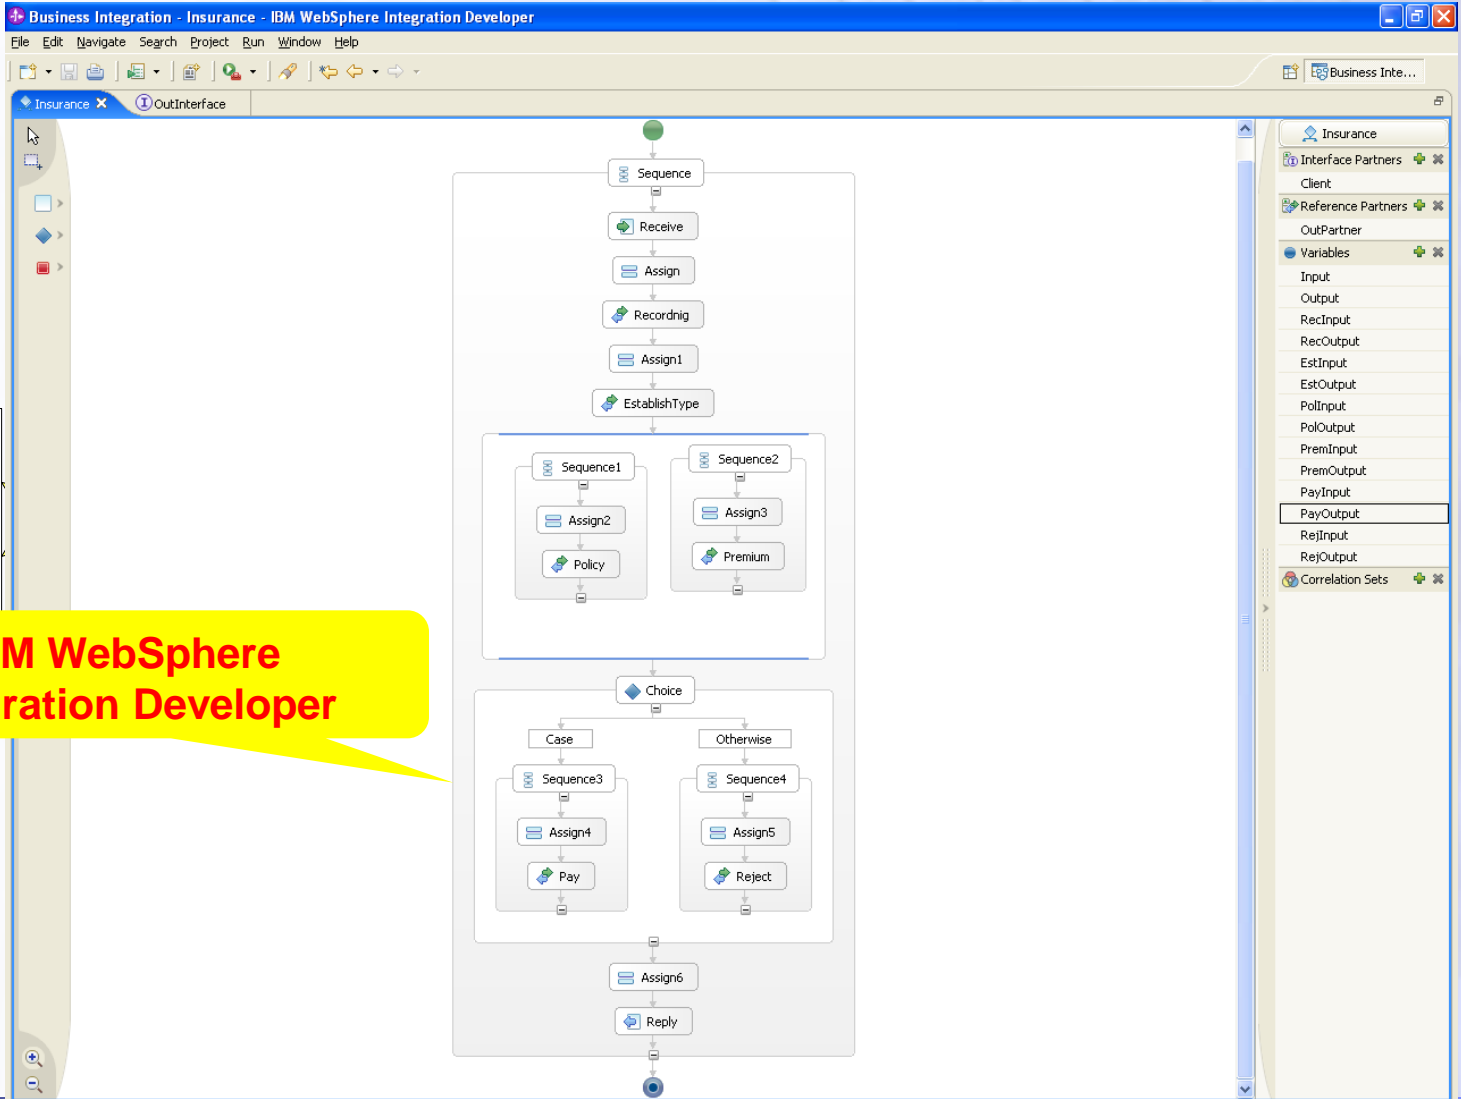 Business Integration - Insurance - IBM WebSphere Integration Developer
File Edit Navigate Search Project Run Window Help
Business Inte...
Insurance OutInterface
Sequence
Receive
Assign
Recordnig
Assign1
EstablishType
Sequence1 Sequence2
Assign2 Assign3
Policy Premium
Choice
Case Otherwise
Sequence3 Sequence4
Assign4 Assign5
Pay Reject
Assign6
Reply
M WebSphere
ration Developer
Insurance
Interface Partners
Client
Reference Partners
OutPartner
Variables
Input
Output
RecInput
RecOutput
EstInput
EstOutput
PolInput
PolOutput
PremInput
PremOutput
PayInput
PayOutput
RejInput
RejOutput
Correlation Sets